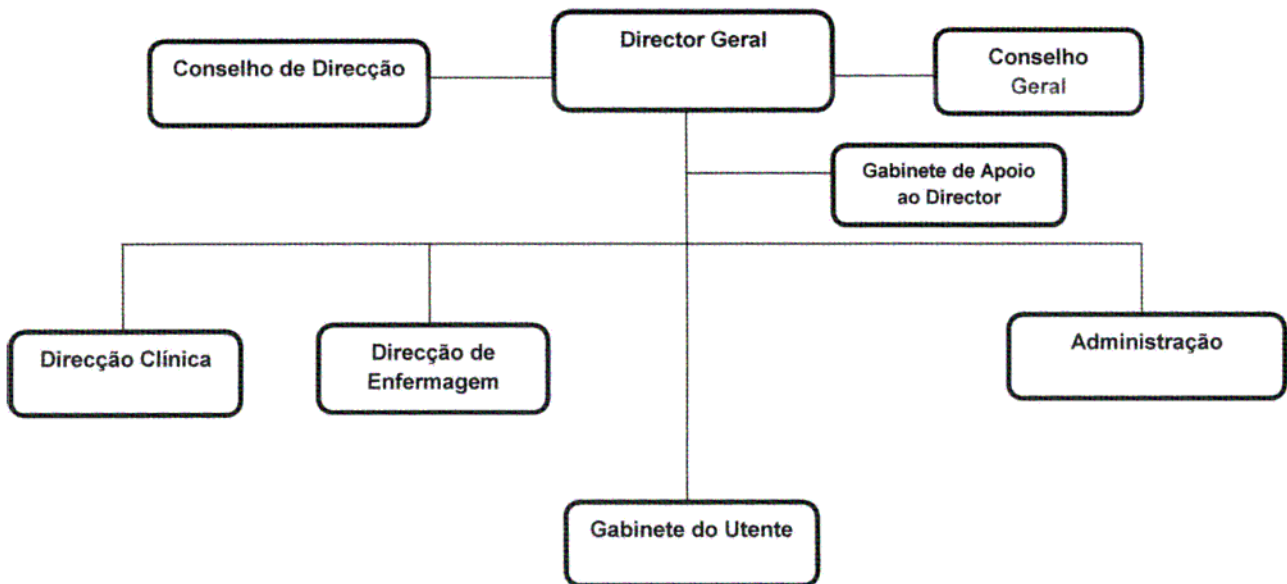 Director Geral
Conselho de Direcção
Conselho
Geral
Gabinete de Apoio
ao Director
Direcção Clínica
Direcção de
Enfermagem
Administração
Gabinete do Utente